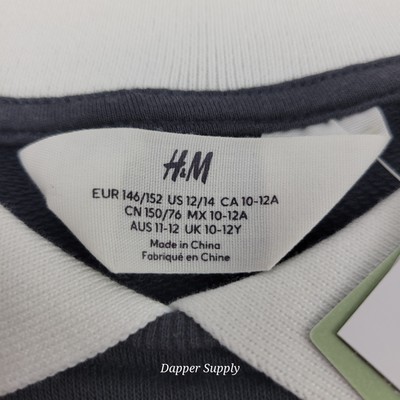 H&M
EUR 146/152 US 12/14 CA 10-12A
CN 150/76 MX 10-12A
AUS 11-12 UK 10-12Y
Made in China
Fabriqué en Chine
Dapper Supply